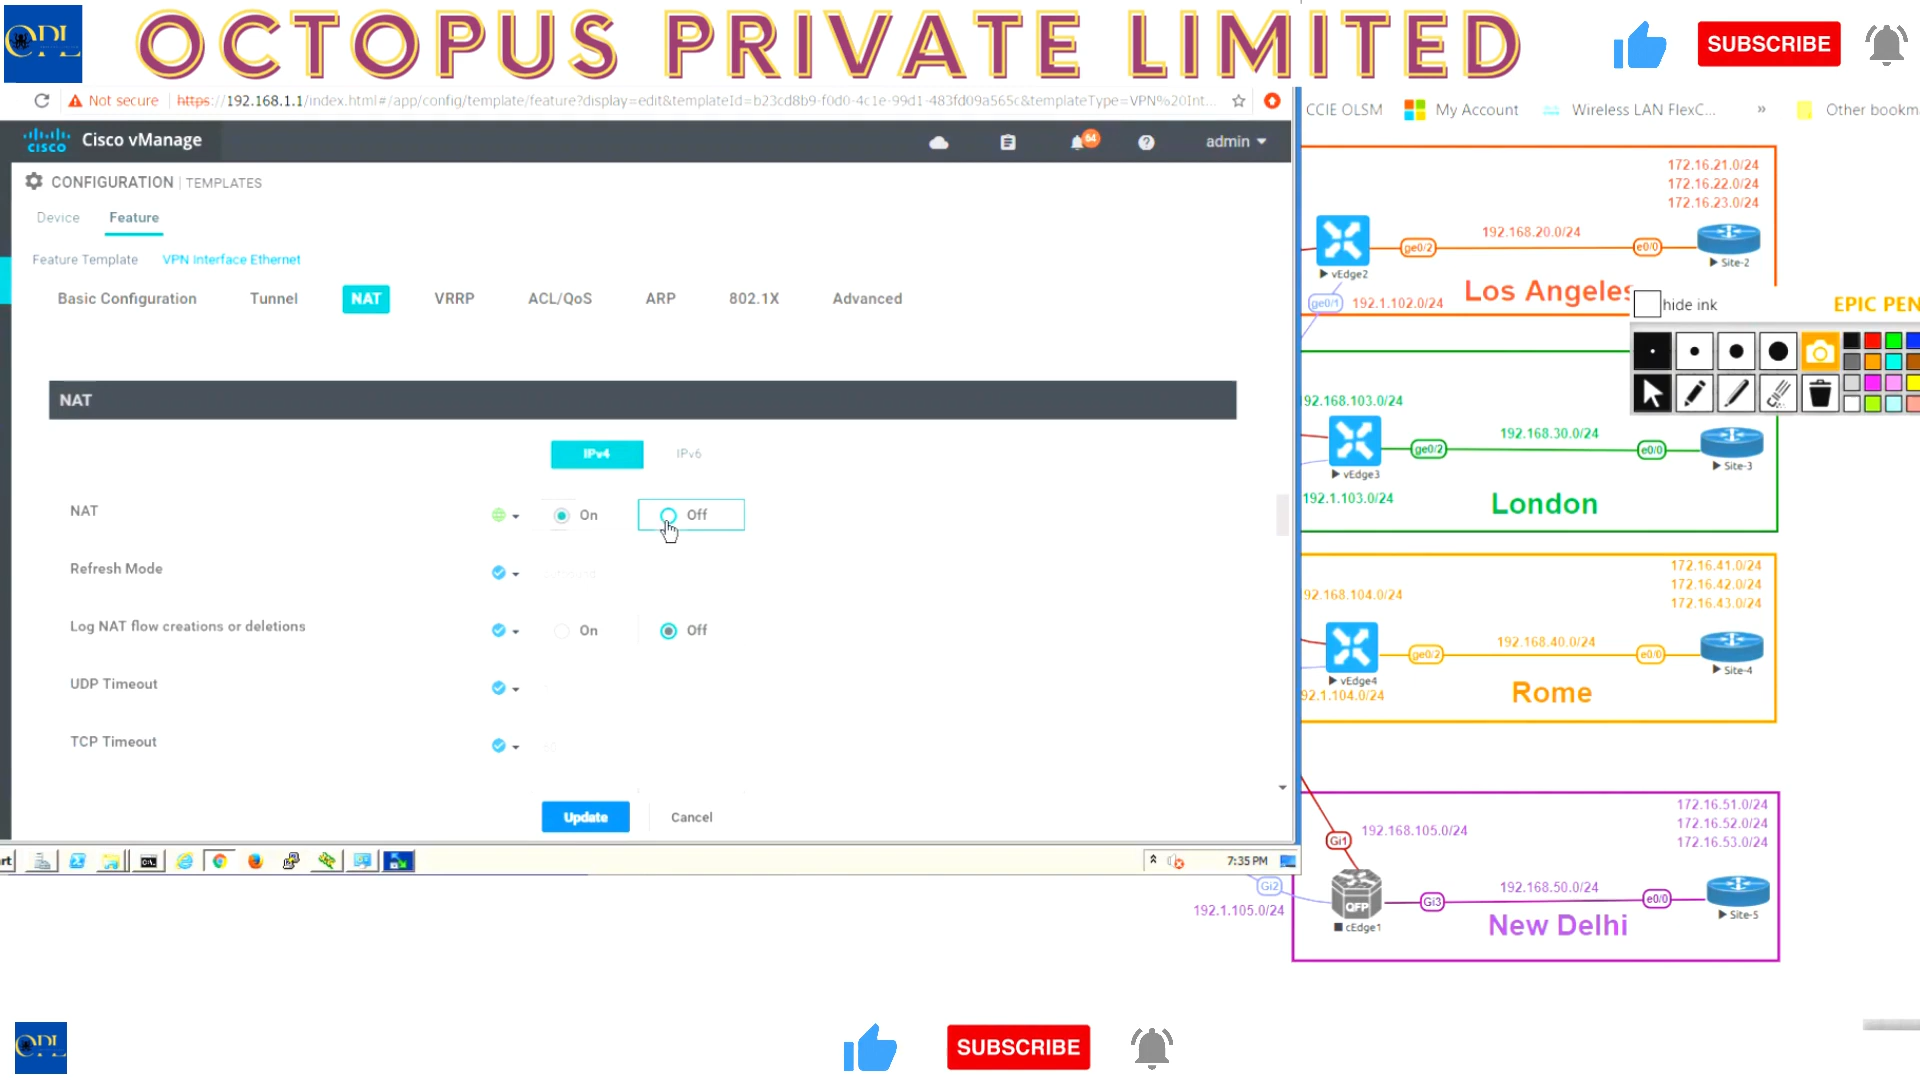 OPL OCTOPUS PRIVATE LIMITED SUBSCRIBE
Not secure https://192.168.1.1/index.html#/app/config/template/feature?display=edit&templateId=b23cd8b9-f0d0-4c1e-99d1-483fd09a565c&templateType=VPN%20Int...
CCIE OLSM My Account Wireless LAN FlexC... » Other bookm
cisco Cisco vManage 64 admin
CONFIGURATION | TEMPLATES
Device Feature
Feature Template VPN Interface Ethernet
Basic Configuration Tunnel NAT VRRP ACL/QoS ARP 802.1X Advanced
NAT
IPv4 IPv6
NAT On Off
Refresh Mode
Log NAT flow creations or deletions On Off
UDP Timeout
TCP Timeout
Update Cancel
rt 7:35 PM
172.16.21.0/24
172.16.22.0/24
172.16.23.0/24
192.168.20.0/24
ge0/2 e0/0
vEdge2 Site-2
ge0/1 192.1.102.0/24 Los Angeles
hide ink EPIC PEN
92.168.103.0/24
192.168.30.0/24
ge0/2 e0/0
vEdge3 Site-3
192.1.103.0/24 London
172.16.41.0/24
172.16.42.0/24
172.16.43.0/24
92.168.104.0/24
192.168.40.0/24
ge0/2 e0/0
vEdge4 Site-4
92.1.104.0/24 Rome
172.16.51.0/24
172.16.52.0/24
172.16.53.0/24
Gi1 192.168.105.0/24
Gi2 192.168.50.0/24
QFP Gi3 e0/0
192.1.105.0/24 cEdge1 New Delhi Site-5
OPL SUBSCRIBE